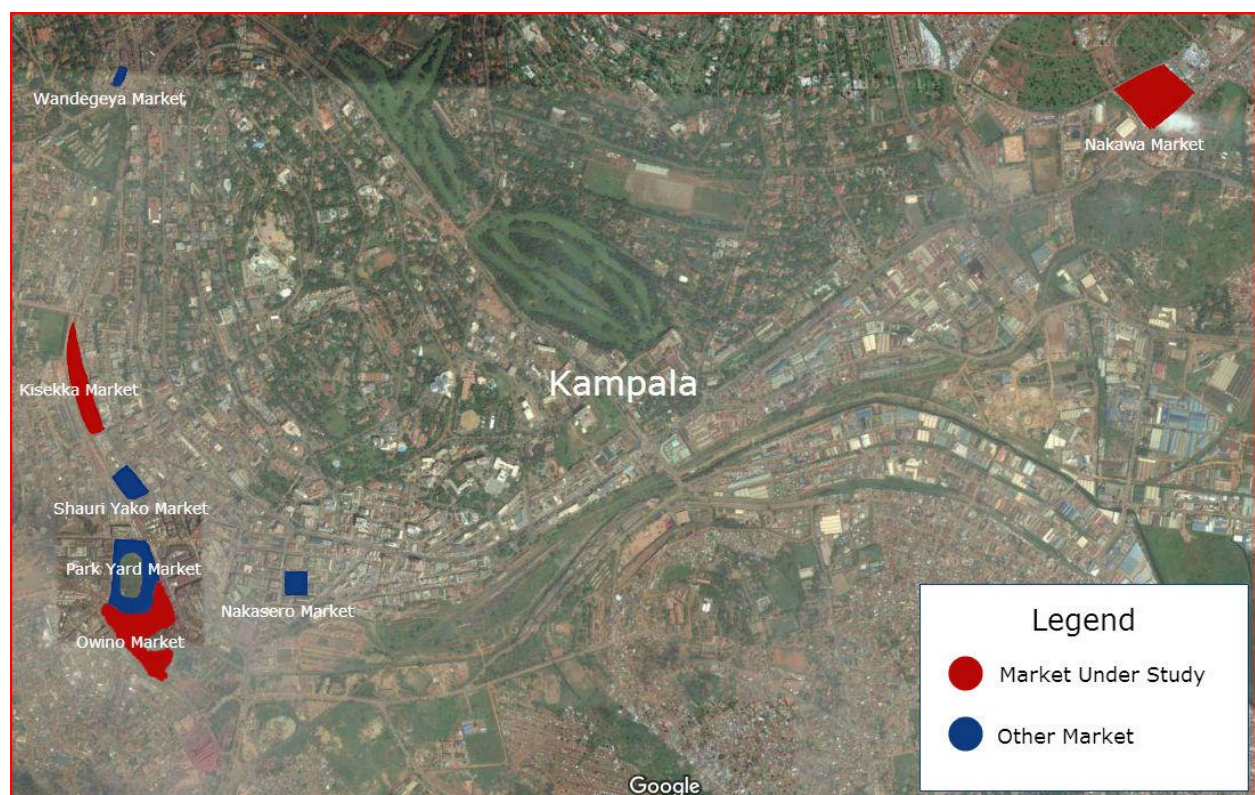 Wandegeya Market
Nakawa Market
Kampala
Kisekka Market
Shauri Yako Market
Park Yard Market
Nakasero Market
Owino Market
Legend
Market Under Study
Other Market
Google